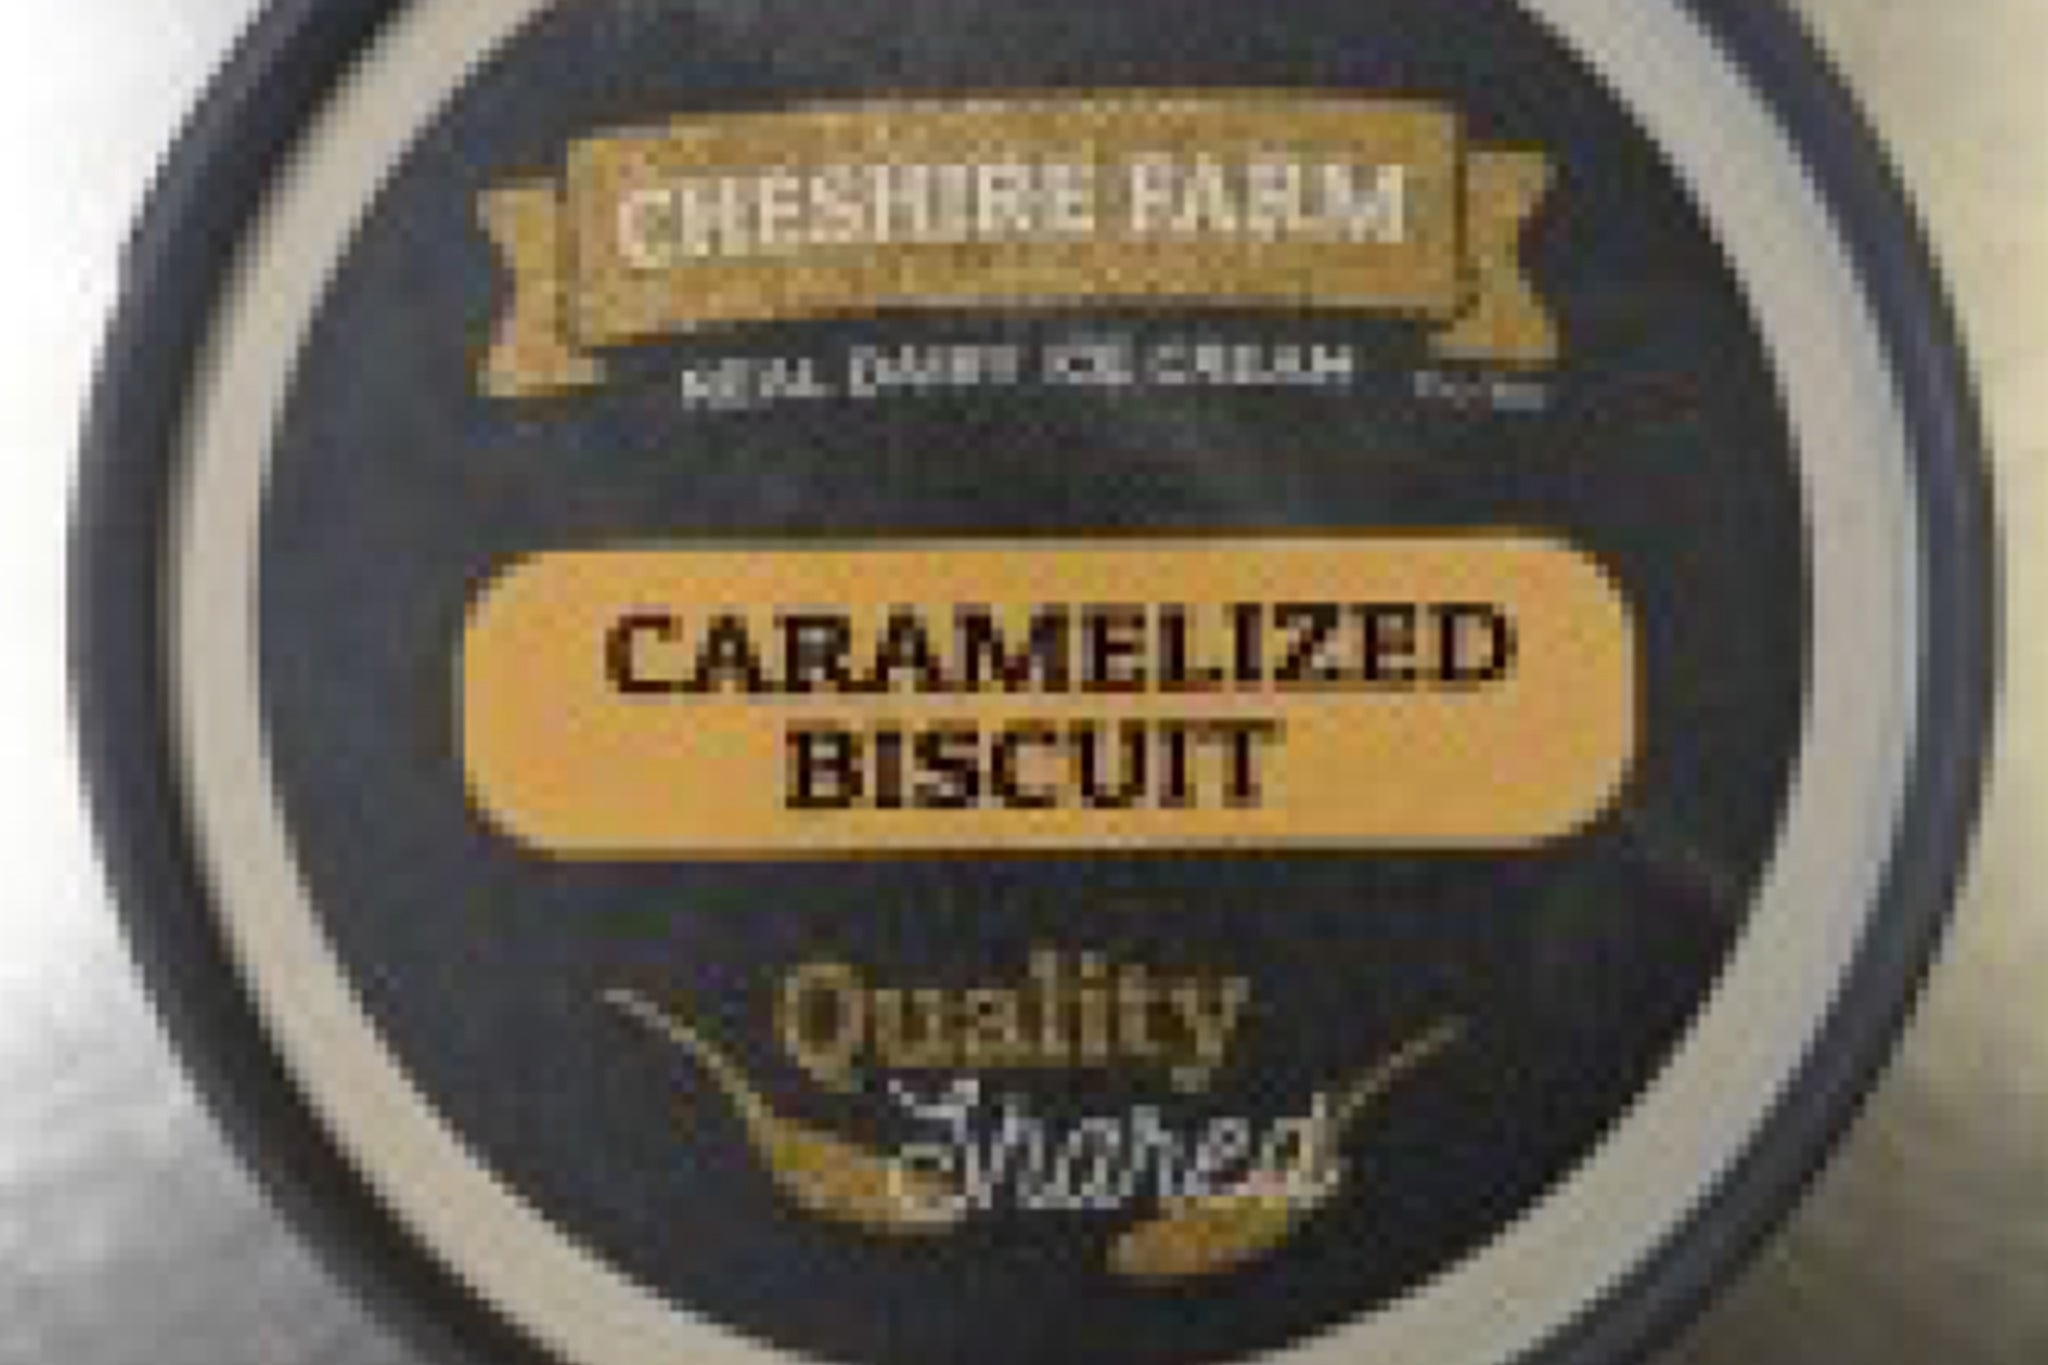 CHESHIRE FARM
REAL DAIRY ICE CREAM
CARAMELIZED
BISCUIT
Quality
Shared